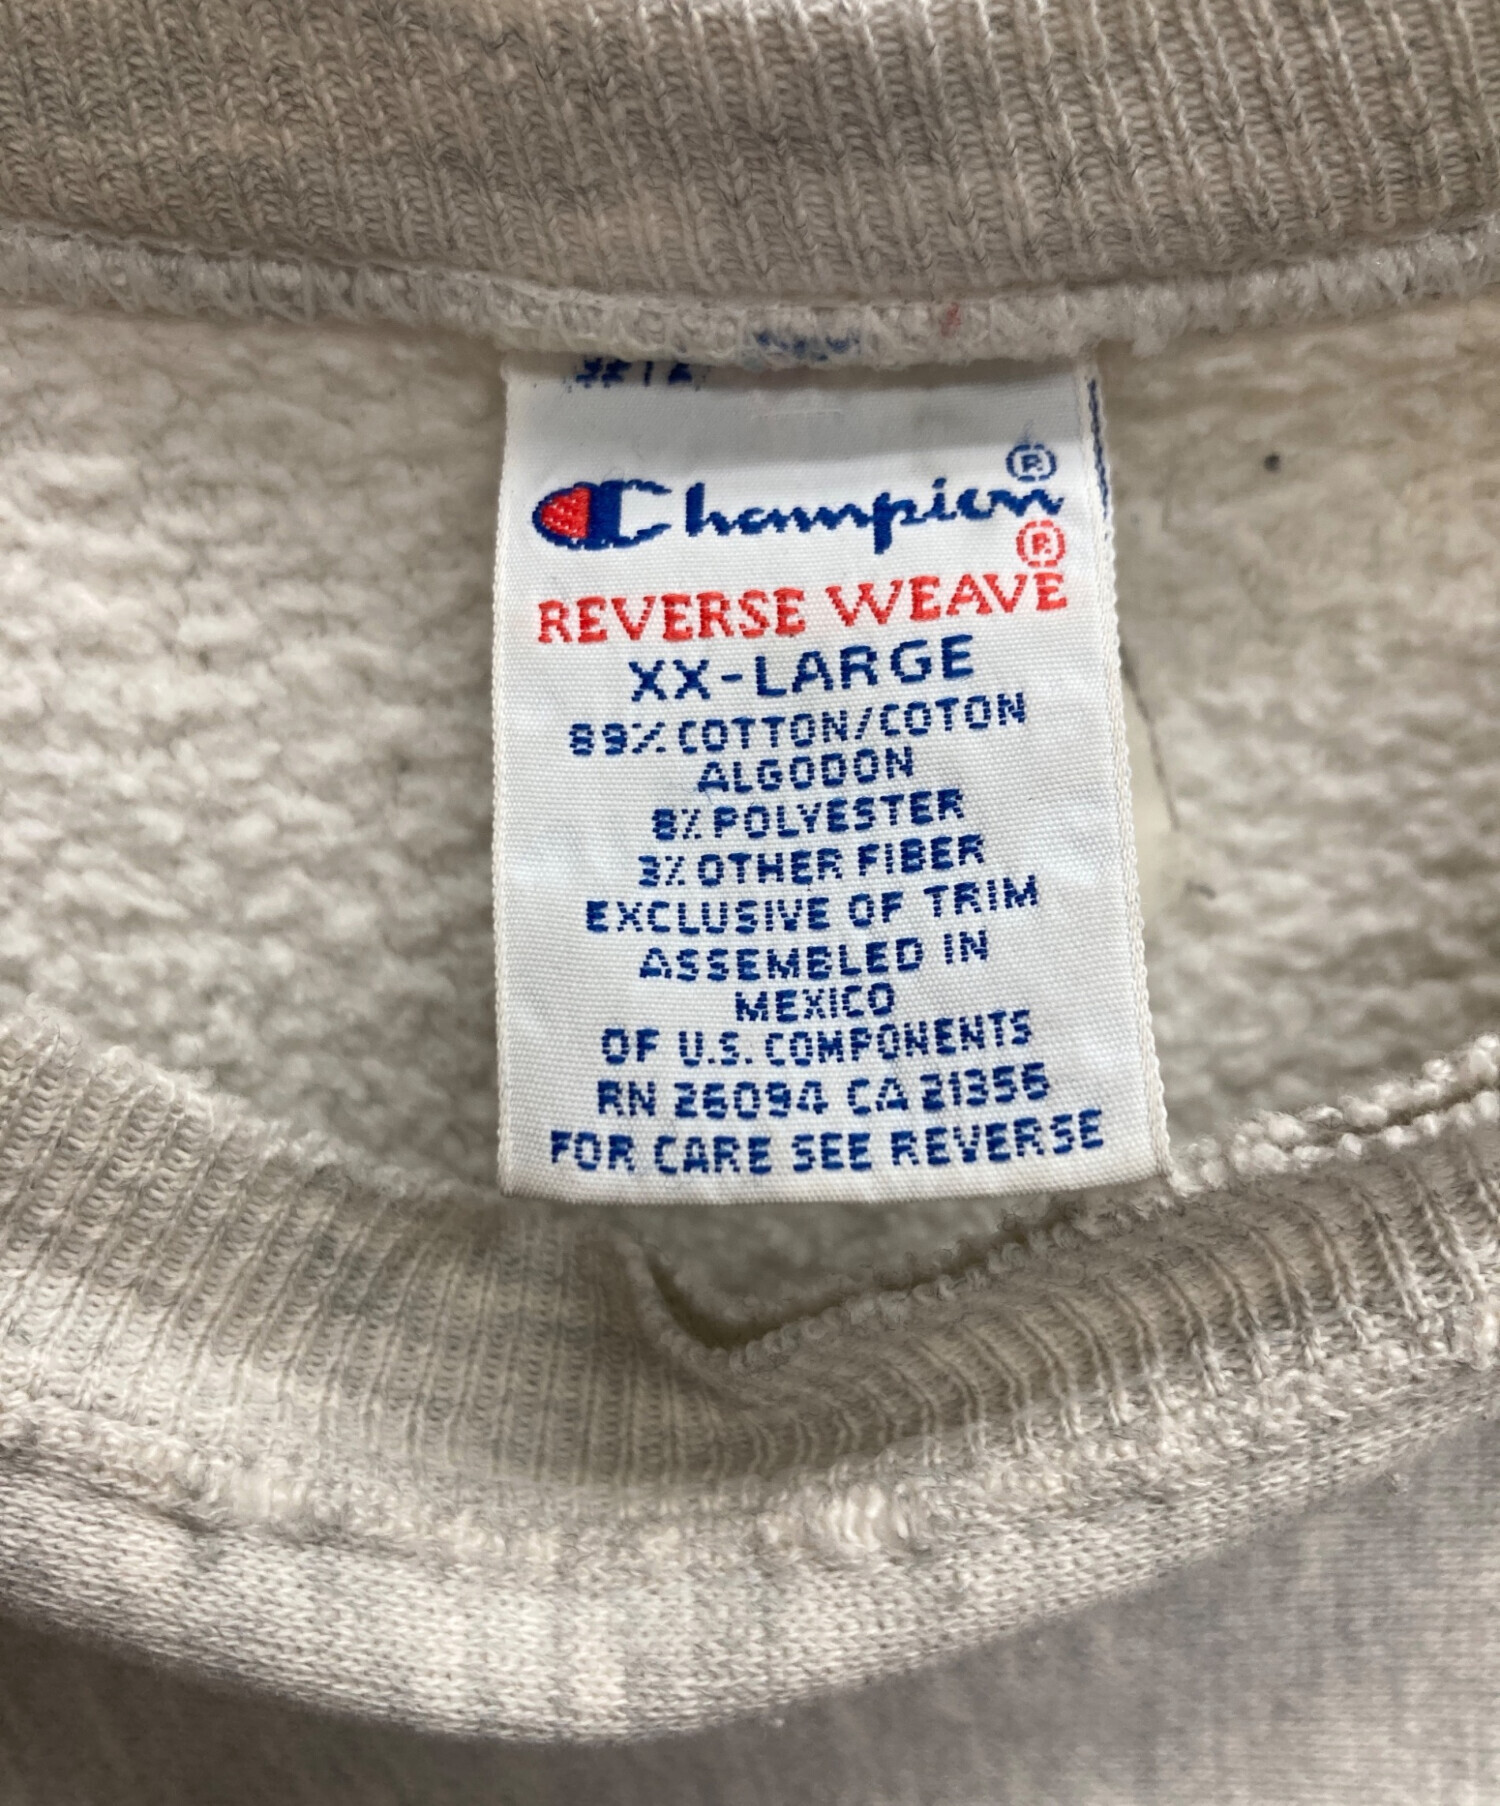 Champion®
®
REVERSE WEAVE
XX-LARGE
89% COTTON/COTON
ALGODON
8% POLYESTER
3% OTHER FIBER
EXCLUSIVE OF TRIM
ASSEMBLED IN
MEXICO
OF U.S. COMPONENTS
RN 26094 CA 21356
FOR CARE SEE REVERSE